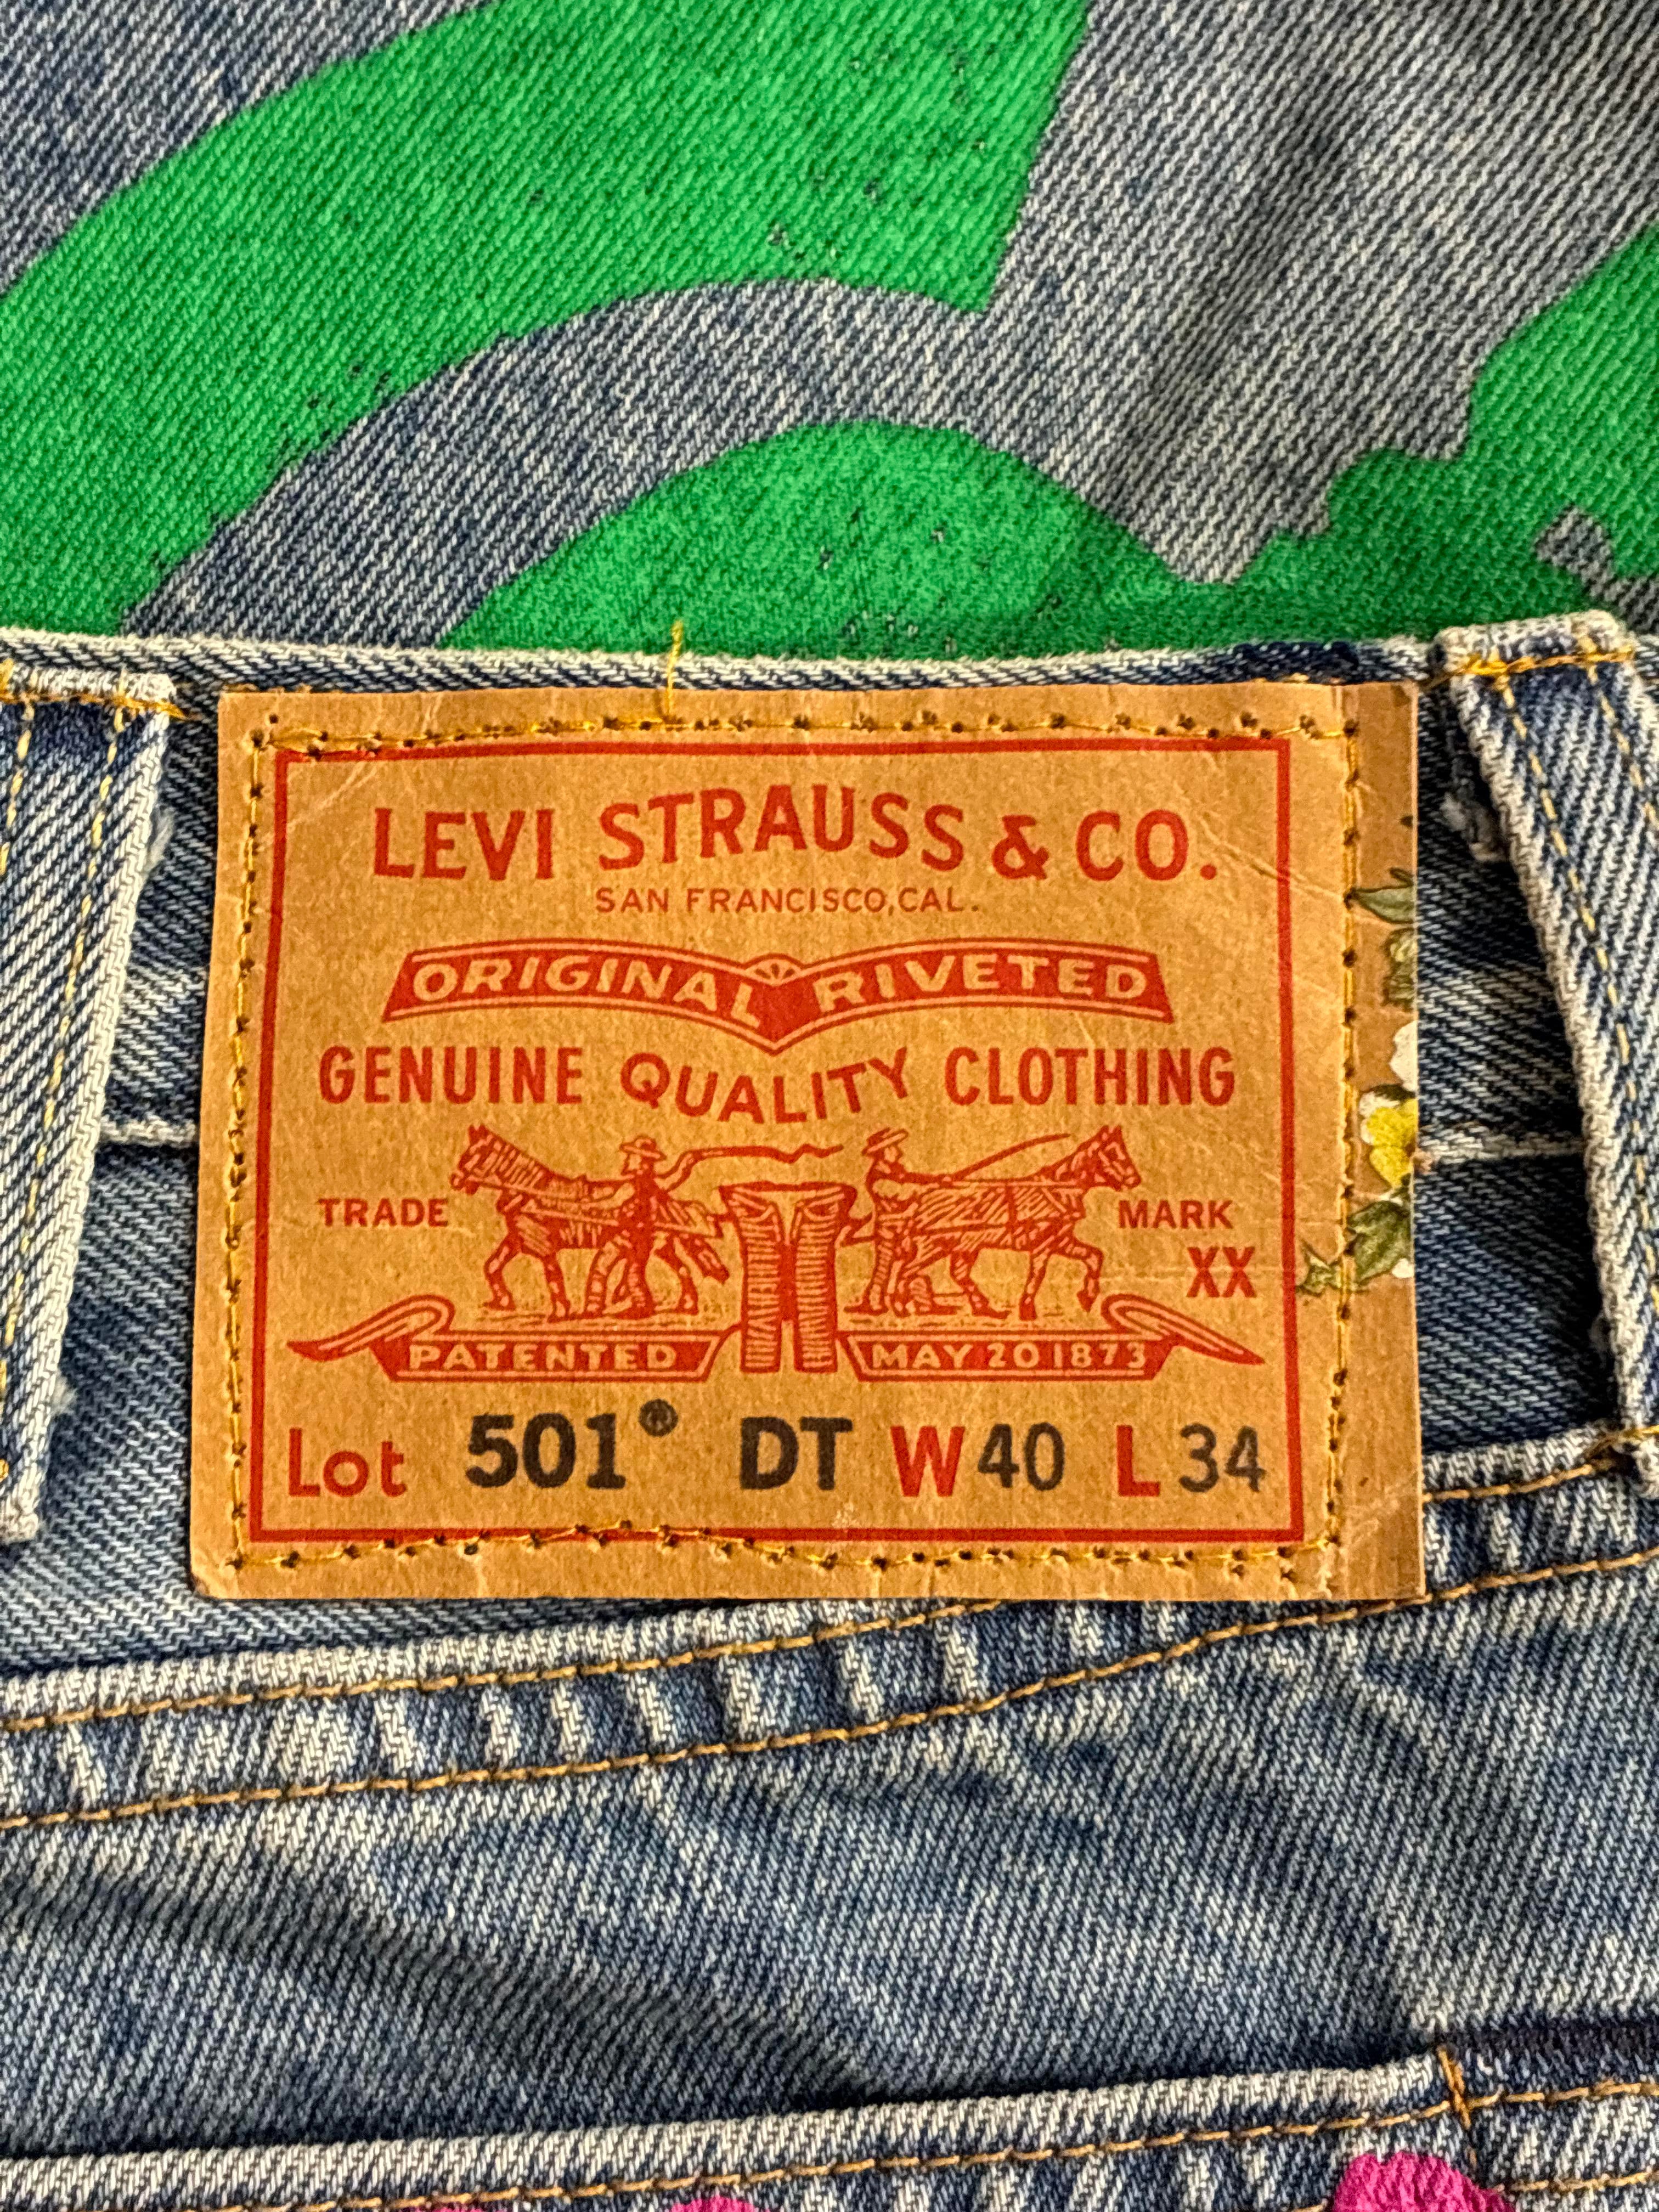 LEVI STRAUSS & CO.
SAN FRANCISCO, CAL.
ORIGINAL RIVETED
GENUINE QUALITY CLOTHING
TRADE MARK
XX
PATENTED MAY 20 1873
Lot 501® DT W40 L34